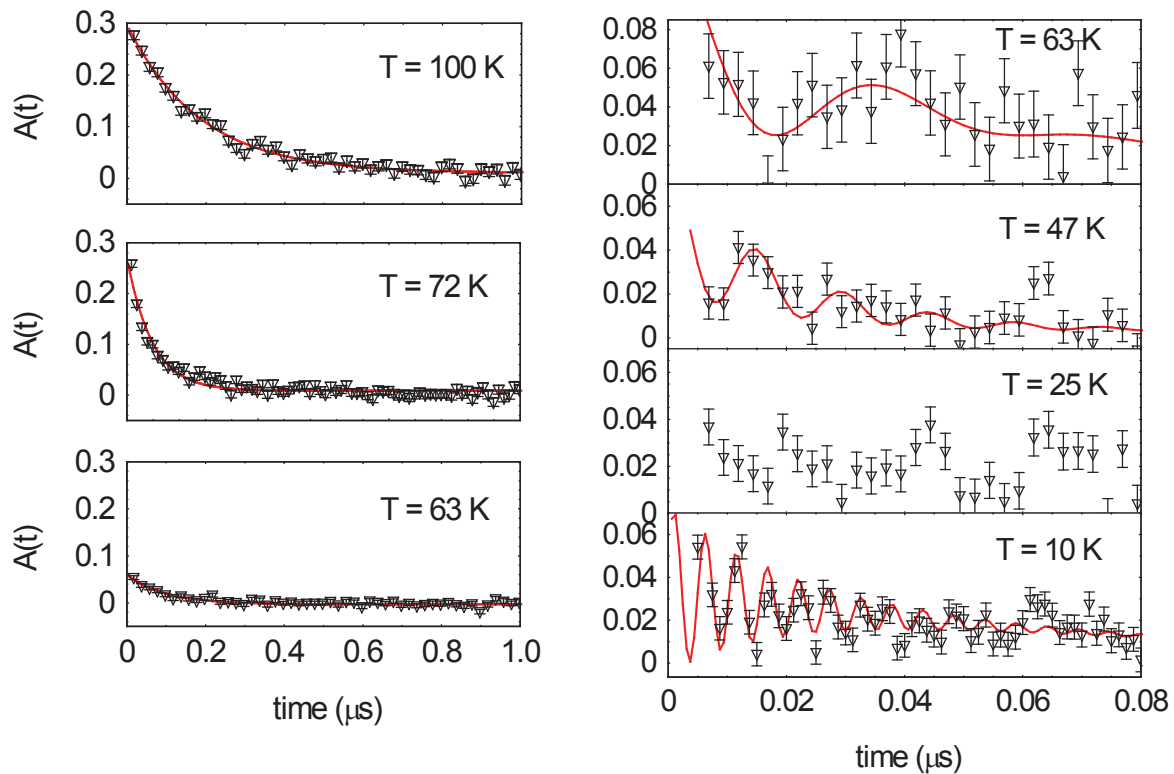 0.3
0.2
0.1
0
A(t)
T = 100 K
0.3
0.2
0.1
0
A(t)
T = 72 K
0.3
0.2
0.1
0
A(t)
T = 63 K
0 0.2 0.4 0.6 0.8 1.0
time (μs)
0.08
0.06
0.04
0.02
0
T = 63 K
0.06
0.04
0.02
0
T = 47 K
0.06
0.04
0.02
0
T = 25 K
0.06
0.04
0.02
0
T = 10 K
0 0.02 0.04 0.06 0.08
time (μs)